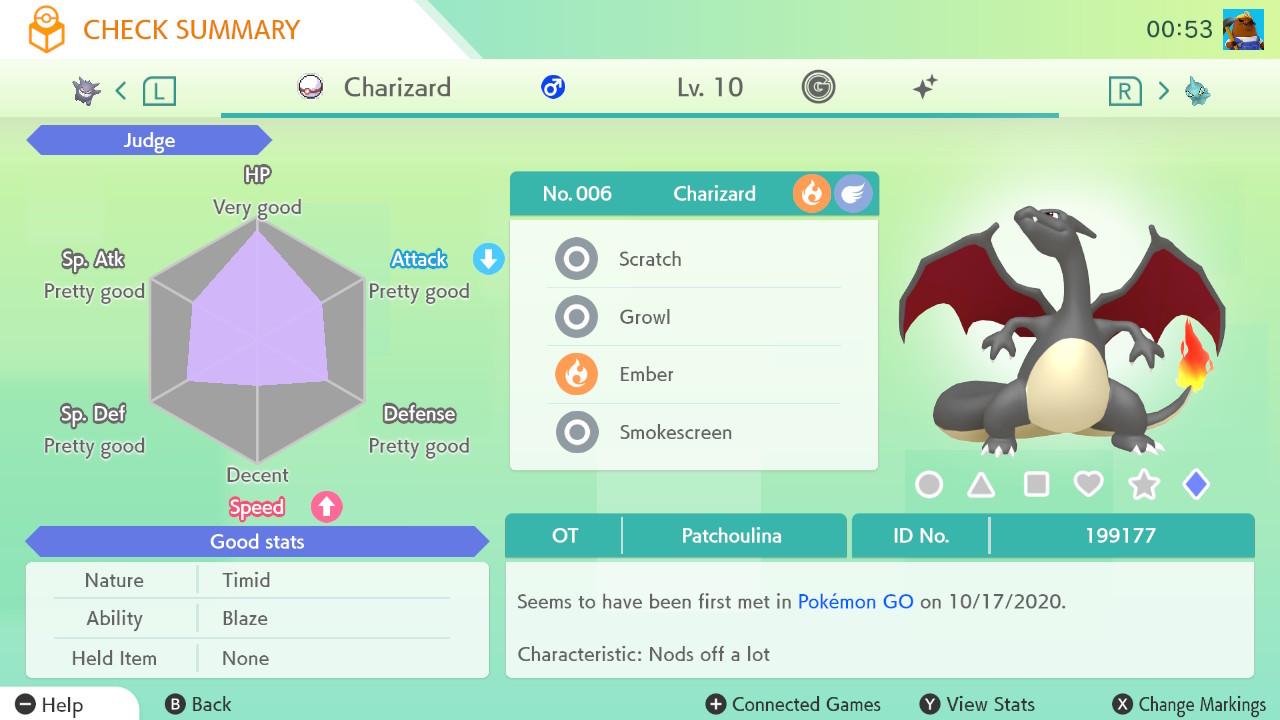 CHECK SUMMARY
00:53
L
Charizard
Lv. 10
G
R
Judge
HP
Very good
Sp. Atk
Pretty good
Attack
Pretty good
Sp. Def
Pretty good
Defense
Pretty good
Decent
Speed
Good stats
Nature Timid
Ability Blaze
Held Item None
No. 006 Charizard
Scratch
Growl
Ember
Smokescreen
OT Patchoulina
ID No. 199177
Seems to have been first met in Pokémon GO on 10/17/2020.
Characteristic: Nods off a lot
Help
B Back
Connected Games
Y View Stats
X Change Markings